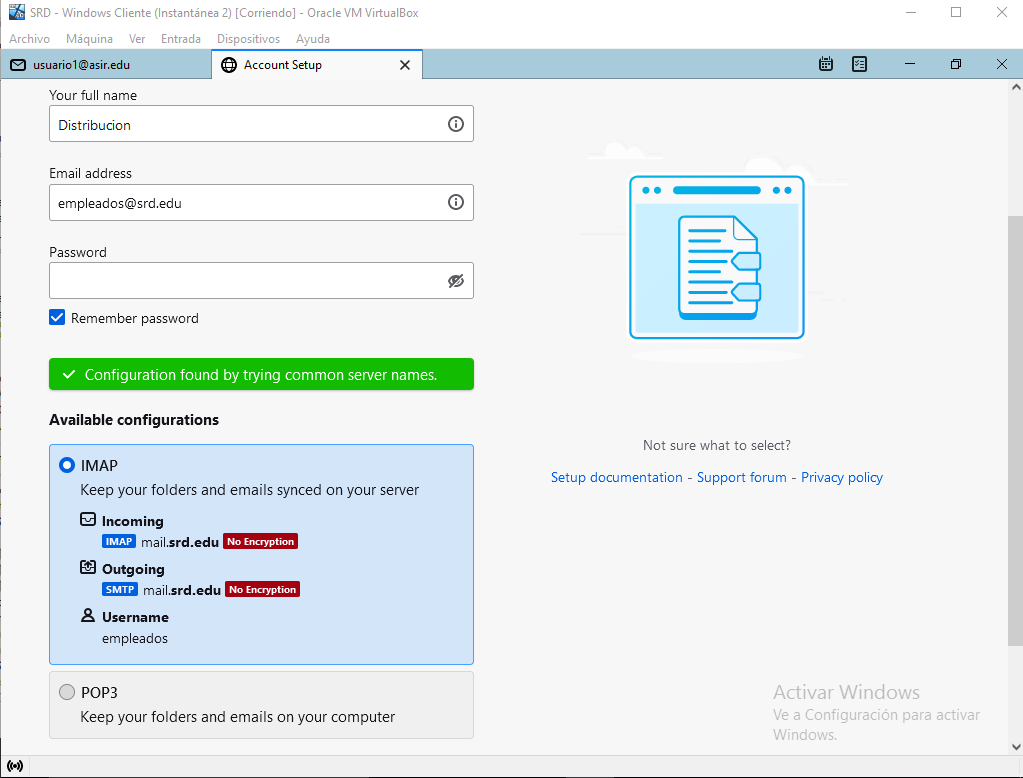 SRD - Windows Cliente (Instantánea 2) [Corriendo] - Oracle VM VirtualBox
Archivo Máquina Ver Entrada Dispositivos Ayuda
usuario1@asir.edu
Account Setup
Your full name
Distribucion
Email address
empleados@srd.edu
Password
Remember password
Configuration found by trying common server names.
Available configurations
IMAP
Keep your folders and emails synced on your server
Incoming
IMAP mail.srd.edu No Encryption
Outgoing
SMTP mail.srd.edu No Encryption
Username
empleados
POP3
Keep your folders and emails on your computer
Not sure what to select?
Setup documentation - Support forum - Privacy policy
Activar Windows
Ve a Configuración para activar
Windows.